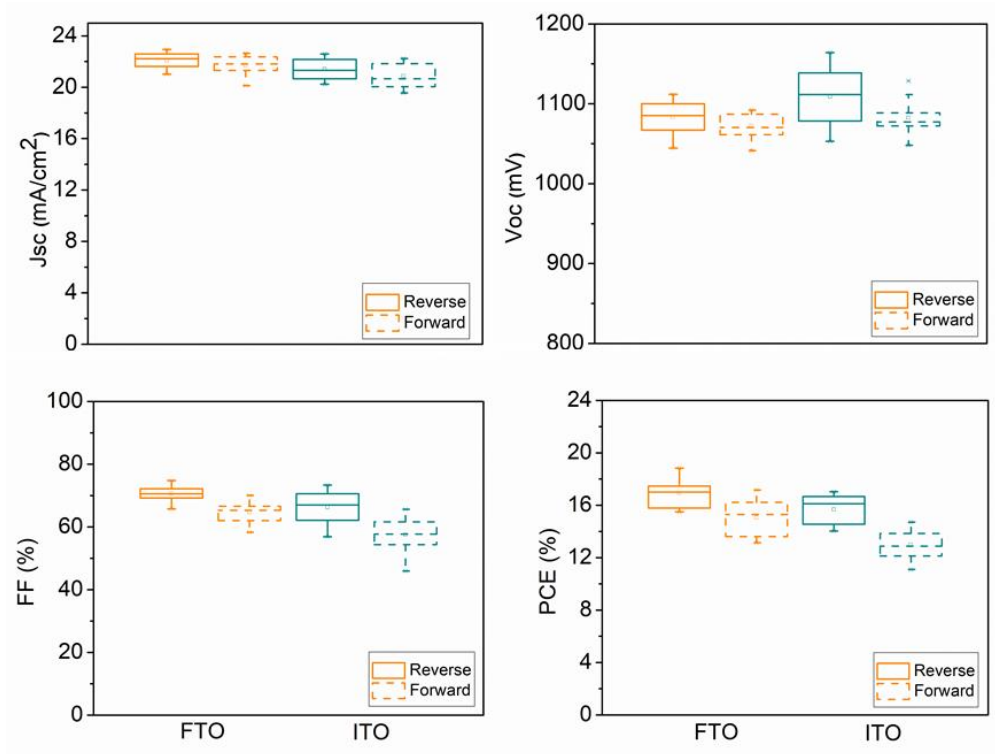 Jsc (mA/cm2)
24
20
16
12
8
4
0
Reverse
Forward
Voc (mV)
1200
1100
1000
900
800
Reverse
Forward
FF (%)
100
80
60
40
20
0
FTO
ITO
Reverse
Forward
PCE (%)
24
20
16
12
8
4
0
FTO
ITO
Reverse
Forward